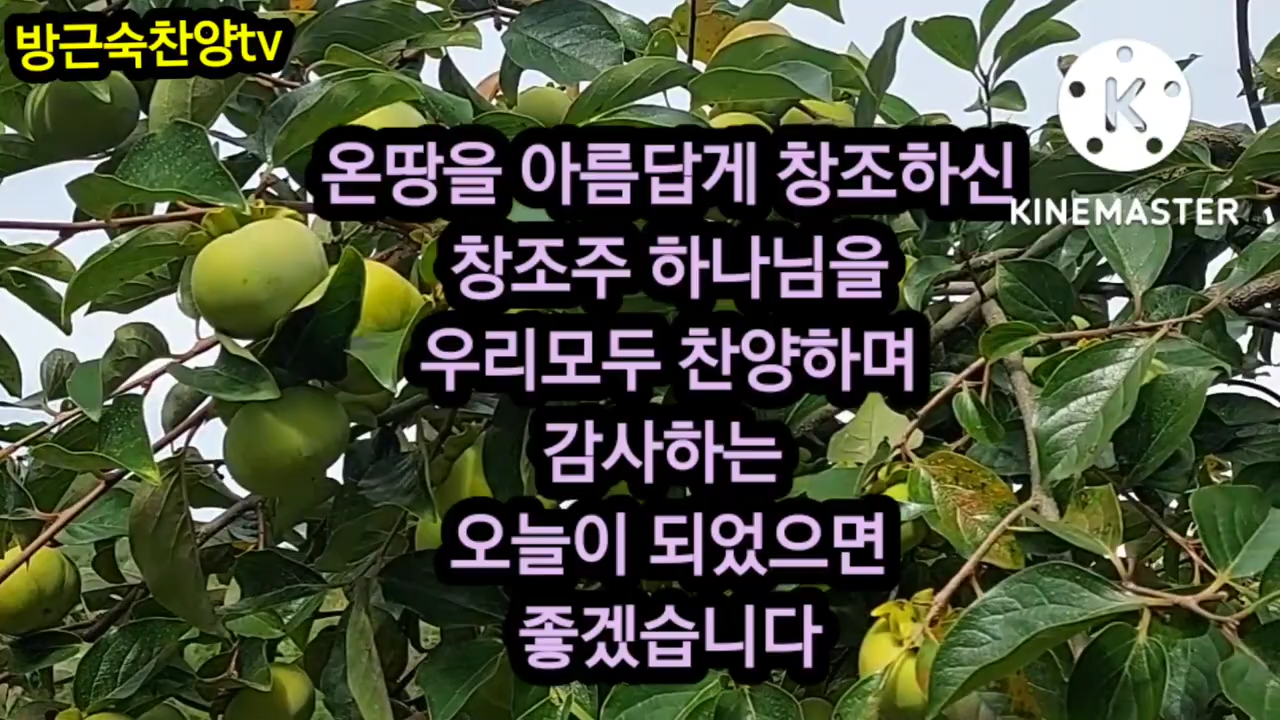 방근숙찬양tv
K
KINEMASTER
온땅을 아름답게 창조하신
창조주 하나님을
우리모두 찬양하며
감사하는
오늘이 되었으면
좋겠습니다